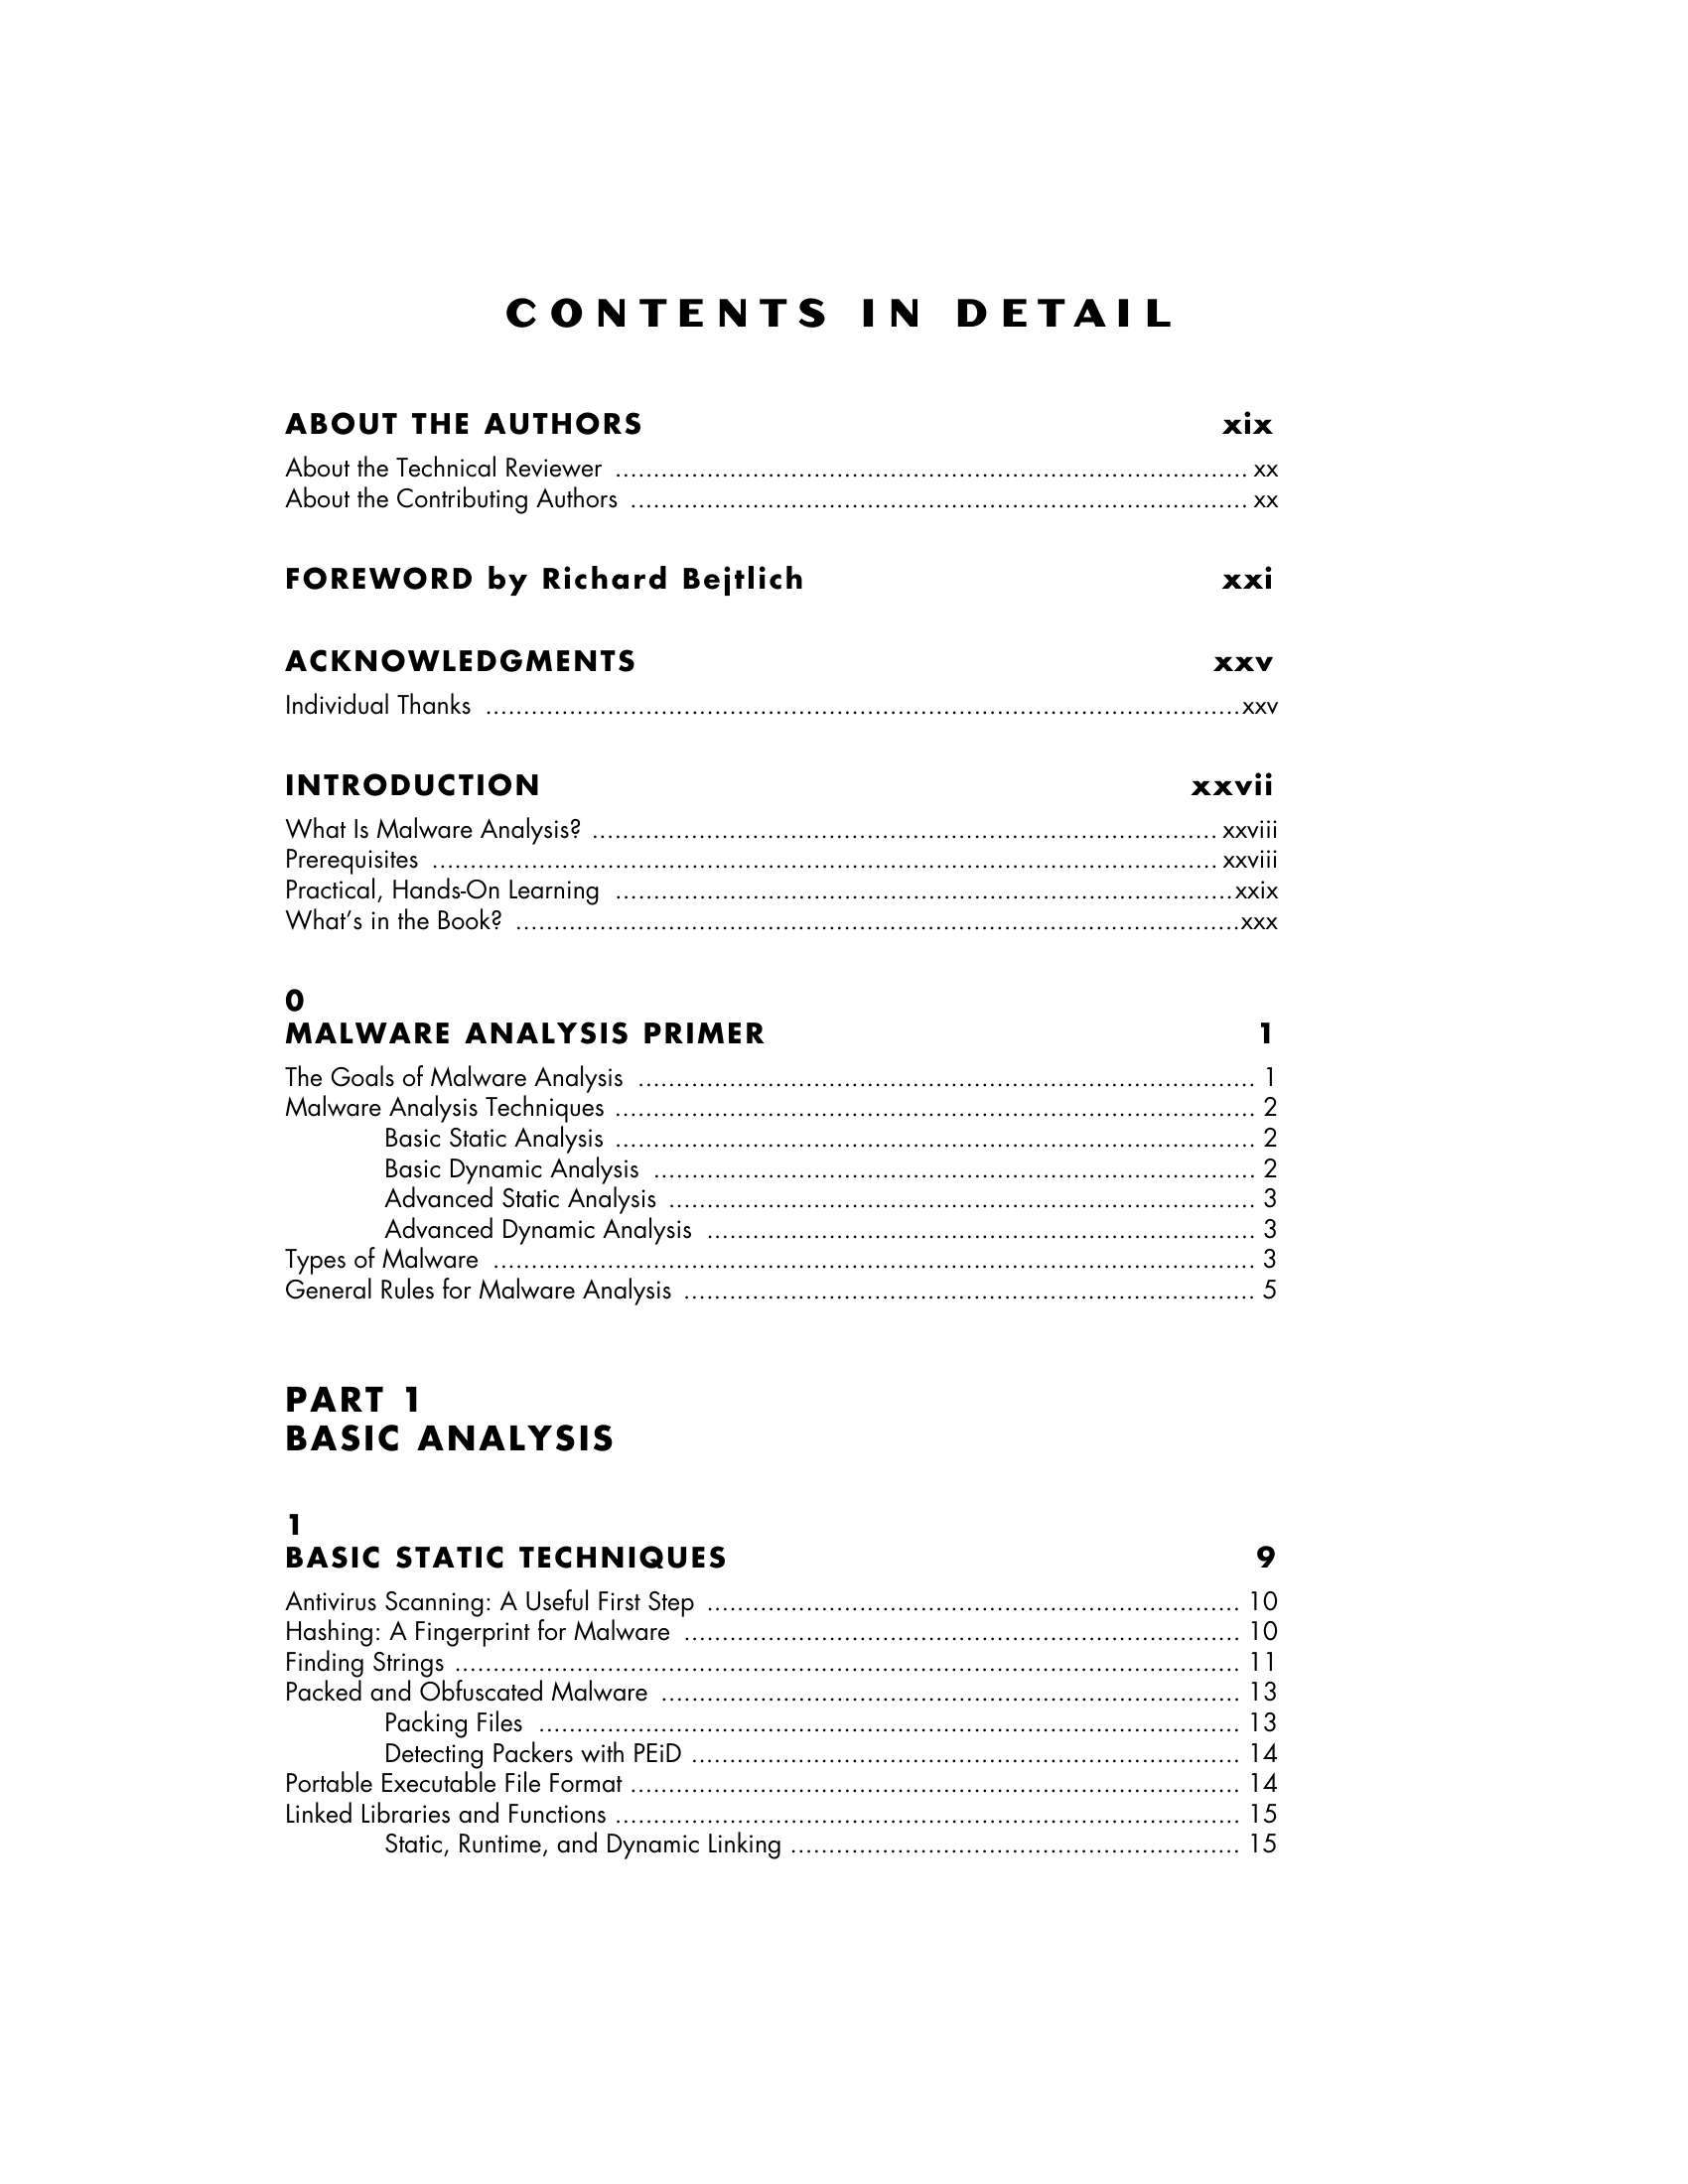 CONTENTS IN DETAIL
ABOUT THE AUTHORS xix
About the Technical Reviewer ........ xx
About the Contributing Authors ........ xx
FOREWORD by Richard Bejtlich xxi
ACKNOWLEDGMENTS xxv
Individual Thanks ........ xxv
INTRODUCTION xxvii
What Is Malware Analysis? ........ xxviii
Prerequisites ........ xxviii
Practical, Hands-On Learning ........ xxix
What’s in the Book? ........ xxx
0
MALWARE ANALYSIS PRIMER 1
The Goals of Malware Analysis ........ 1
Malware Analysis Techniques ........ 2
Basic Static Analysis ........ 2
Basic Dynamic Analysis ........ 2
Advanced Static Analysis ........ 3
Advanced Dynamic Analysis ........ 3
Types of Malware ........ 3
General Rules for Malware Analysis ........ 5
PART 1
BASIC ANALYSIS
1
BASIC STATIC TECHNIQUES 9
Antivirus Scanning: A Useful First Step ........ 10
Hashing: A Fingerprint for Malware ........ 10
Finding Strings ........ 11
Packed and Obfuscated Malware ........ 13
Packing Files ........ 13
Detecting Packers with PEiD ........ 14
Portable Executable File Format ........ 14
Linked Libraries and Functions ........ 15
Static, Runtime, and Dynamic Linking ........ 15